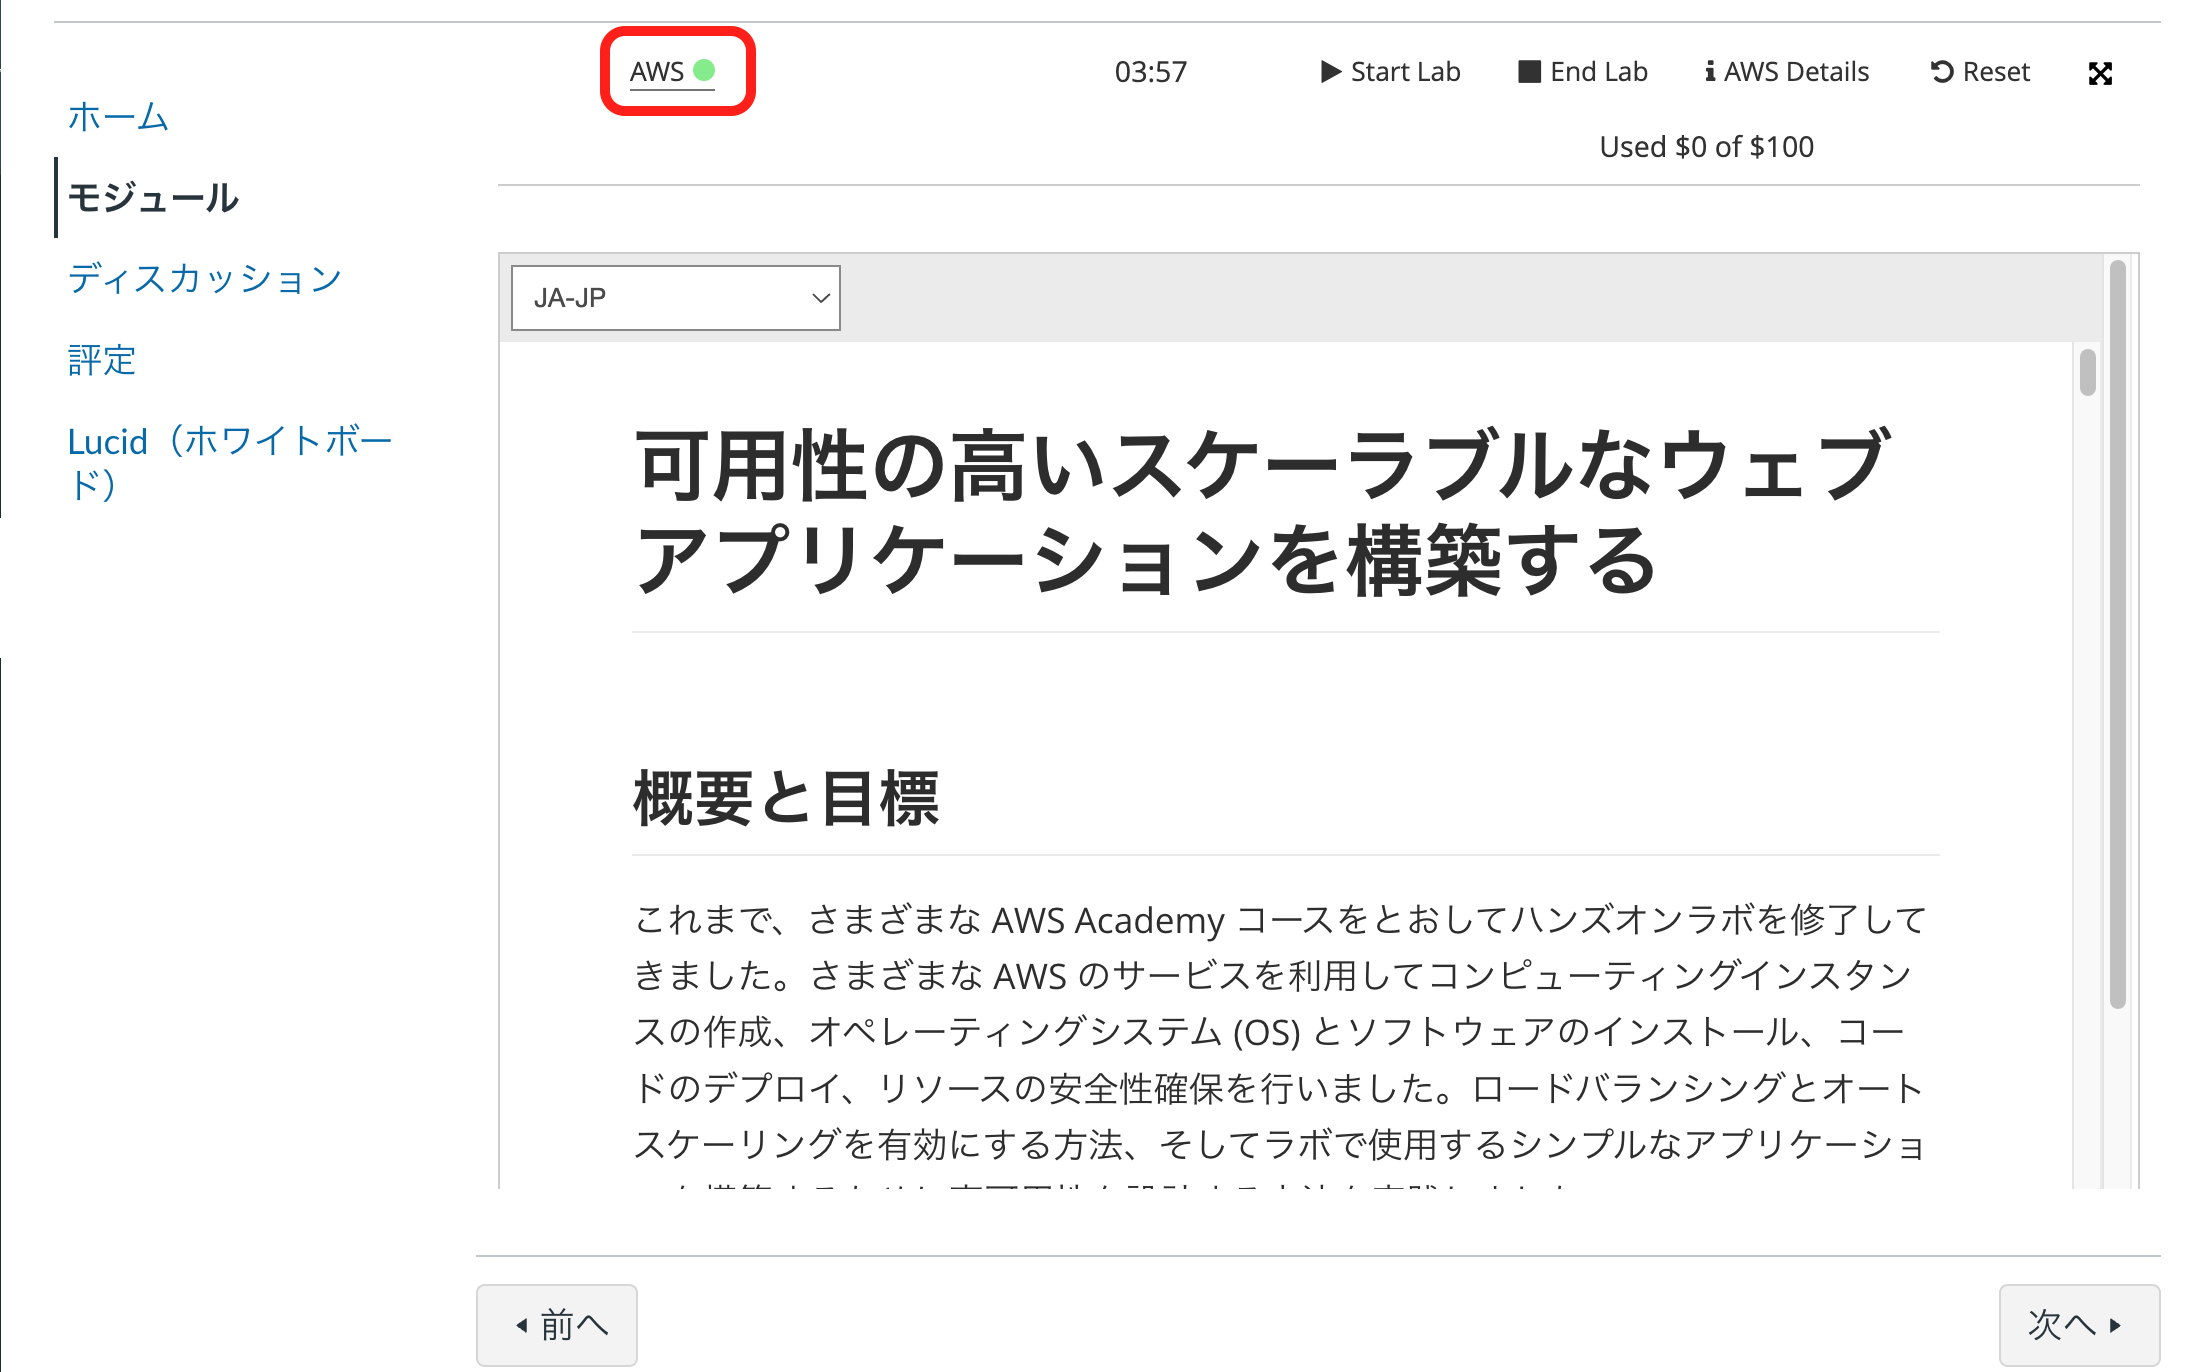 AWS
03:57
Start Lab
End Lab
AWS Details
Reset
Used $0 of $100
ホーム
モジュール
ディスカッション
評定
Lucid（ホワイトボー
ド）
JA-JP
可用性の高いスケーラブルなウェブ
アプリケーションを構築する
概要と目標
これまで、さまざまな AWS Academy コースをとおしてハンズオンラボを修了して
きました。さまざまな AWS のサービスを利用してコンピューティングインスタン
スの作成、オペレーティングシステム (OS) とソフトウェアのインストール、コー
ドのデプロイ、リソースの安全性確保を行いました。ロードバランシングとオート
スケーリングを有効にする方法、そしてラボで使用するシンプルなアプリケーショ
前へ
次へ